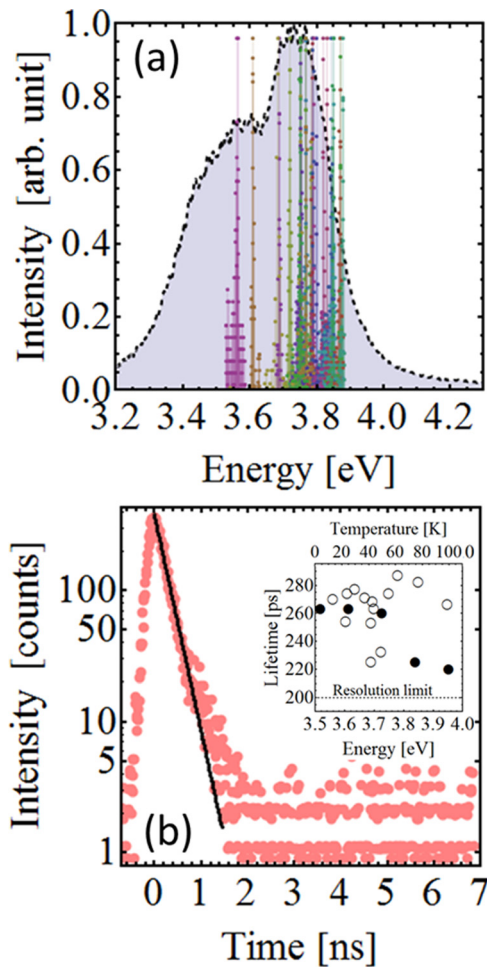 (a)
Intensity [arb. unit]
1.0
0.8
0.6
0.4
0.2
0.0
3.2 3.4 3.6 3.8 4.0 4.2
Energy [eV]
(b)
Intensity [counts]
100
50
10
5
1
0 1 2 3 4 5 6 7
Time [ns]
Temperature [K]
0 20 40 60 80 100
Lifetime [ps]
280
260
240
220
200
Resolution limit
3.5 3.6 3.7 3.8 3.9 4.0
Energy [eV]